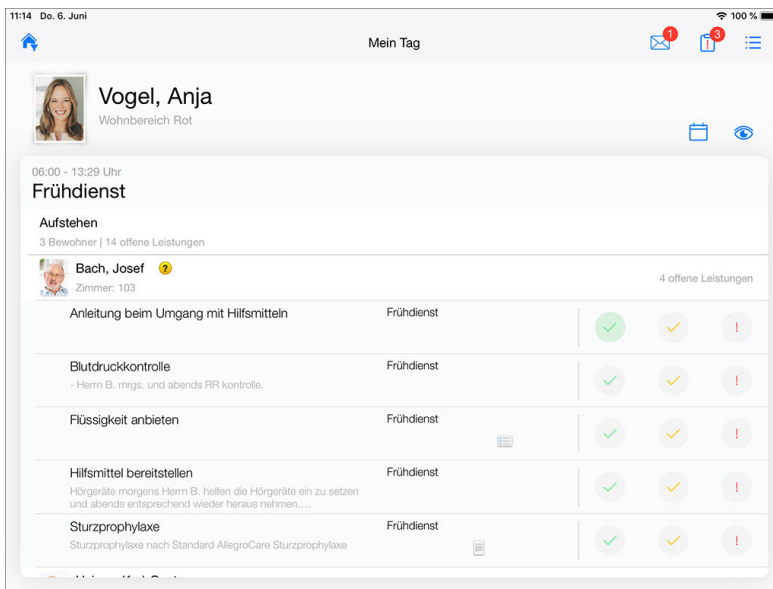 11:14 Do. 6. Juni
100 %
Mein Tag
1
3
Vogel, Anja
Wohnbereich Rot
06:00 - 13:29 Uhr
Frühdienst
Aufstehen
3 Bewohner | 14 offene Leistungen
Bach, Josef ?
Zimmer: 103
4 offene Leistungen
Anleitung beim Umgang mit Hilfsmitteln Frühdienst
Blutdruckkontrolle Frühdienst
- Herrn B. mrgs. und abends RR kontrolle.
Flüssigkeit anbieten Frühdienst
Hilfsmittel bereitstellen Frühdienst
Hörgeräte morgens Herrn B. helfen die Hörgeräte ein zu setzen
und abends entsprechend wieder heraus nehmen....
Sturzprophylaxe Frühdienst
Sturzprophylaxe nach Standard AllegroCare Sturzprophylaxe